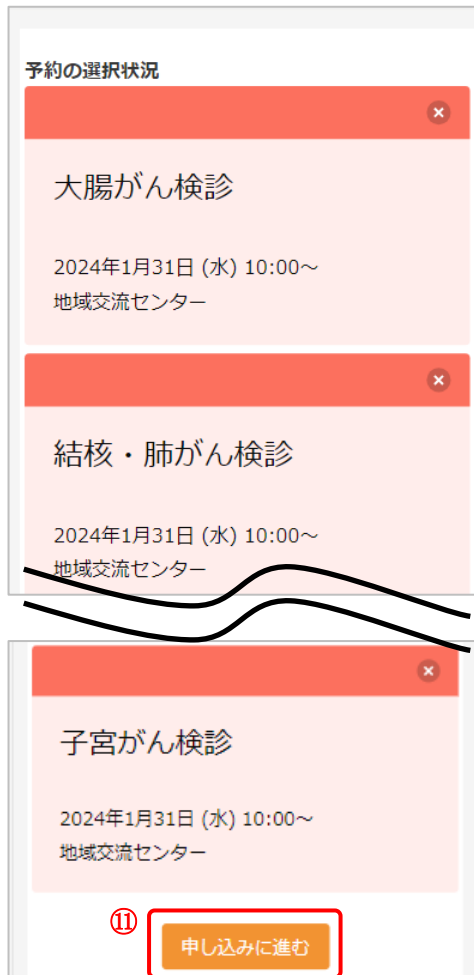 予約の選択状況
大腸がん検診
2024年1月31日 (水) 10:00～
地域交流センター
結核・肺がん検診
2024年1月31日 (水) 10:00～
地域交流センター
子宮がん検診
2024年1月31日 (水) 10:00～
地域交流センター
⑪
申し込みに進む